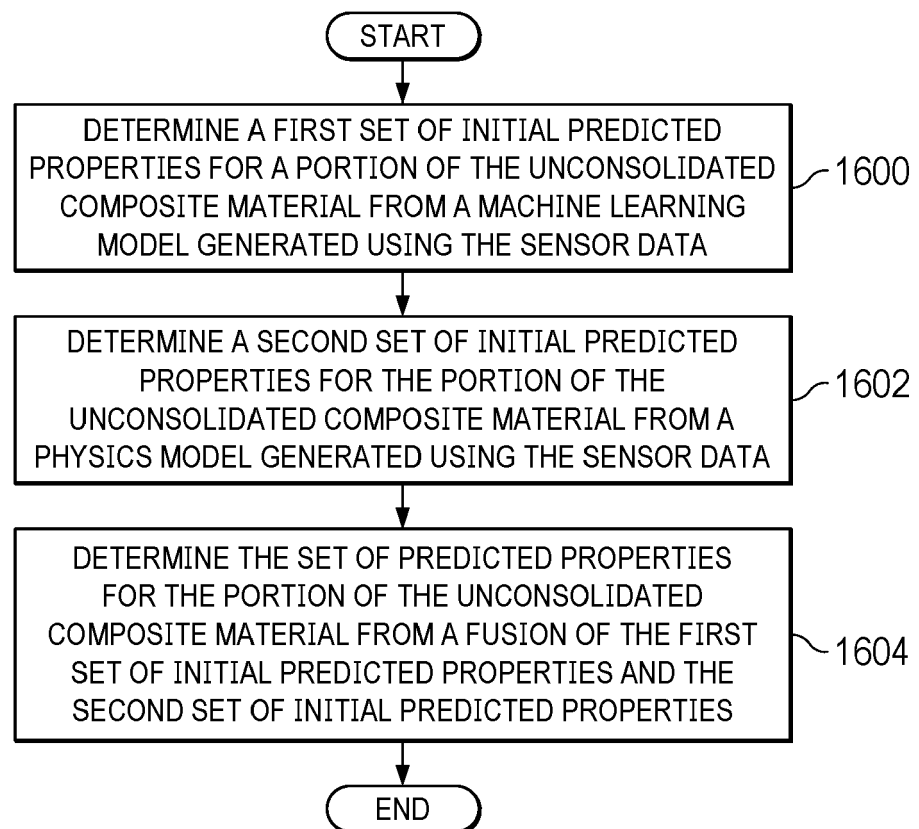 START
DETERMINE A FIRST SET OF INITIAL PREDICTED
PROPERTIES FOR A PORTION OF THE UNCONSOLIDATED
COMPOSITE MATERIAL FROM A MACHINE LEARNING
MODEL GENERATED USING THE SENSOR DATA
1600
DETERMINE A SECOND SET OF INITIAL PREDICTED
PROPERTIES FOR THE PORTION OF THE
UNCONSOLIDATED COMPOSITE MATERIAL FROM A
PHYSICS MODEL GENERATED USING THE SENSOR DATA
1602
DETERMINE THE SET OF PREDICTED PROPERTIES
FOR THE PORTION OF THE UNCONSOLIDATED
COMPOSITE MATERIAL FROM A FUSION OF THE FIRST
SET OF INITIAL PREDICTED PROPERTIES AND THE
SECOND SET OF INITIAL PREDICTED PROPERTIES
1604
END